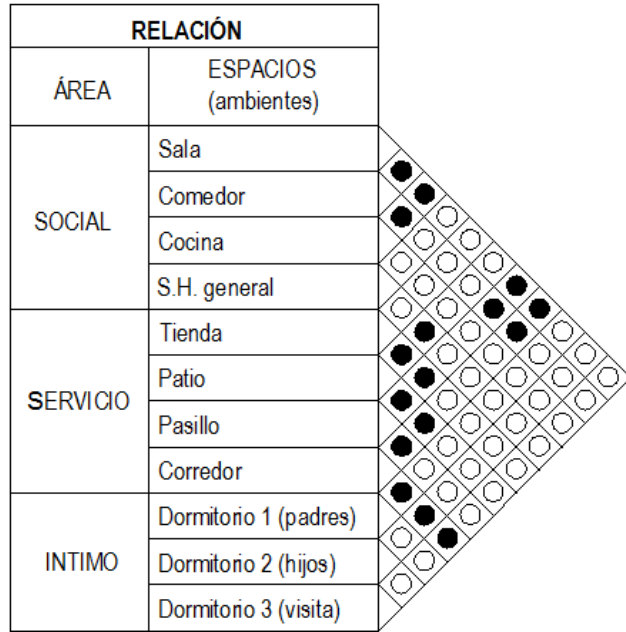 RELACIÓN
ÁREA
ESPACIOS
(ambientes)
SOCIAL
Sala
Comedor
Cocina
S.H. general
SERVICIO
Tienda
Patio
Pasillo
Corredor
INTIMO
Dormitorio 1 (padres)
Dormitorio 2 (hijos)
Dormitorio 3 (visita)